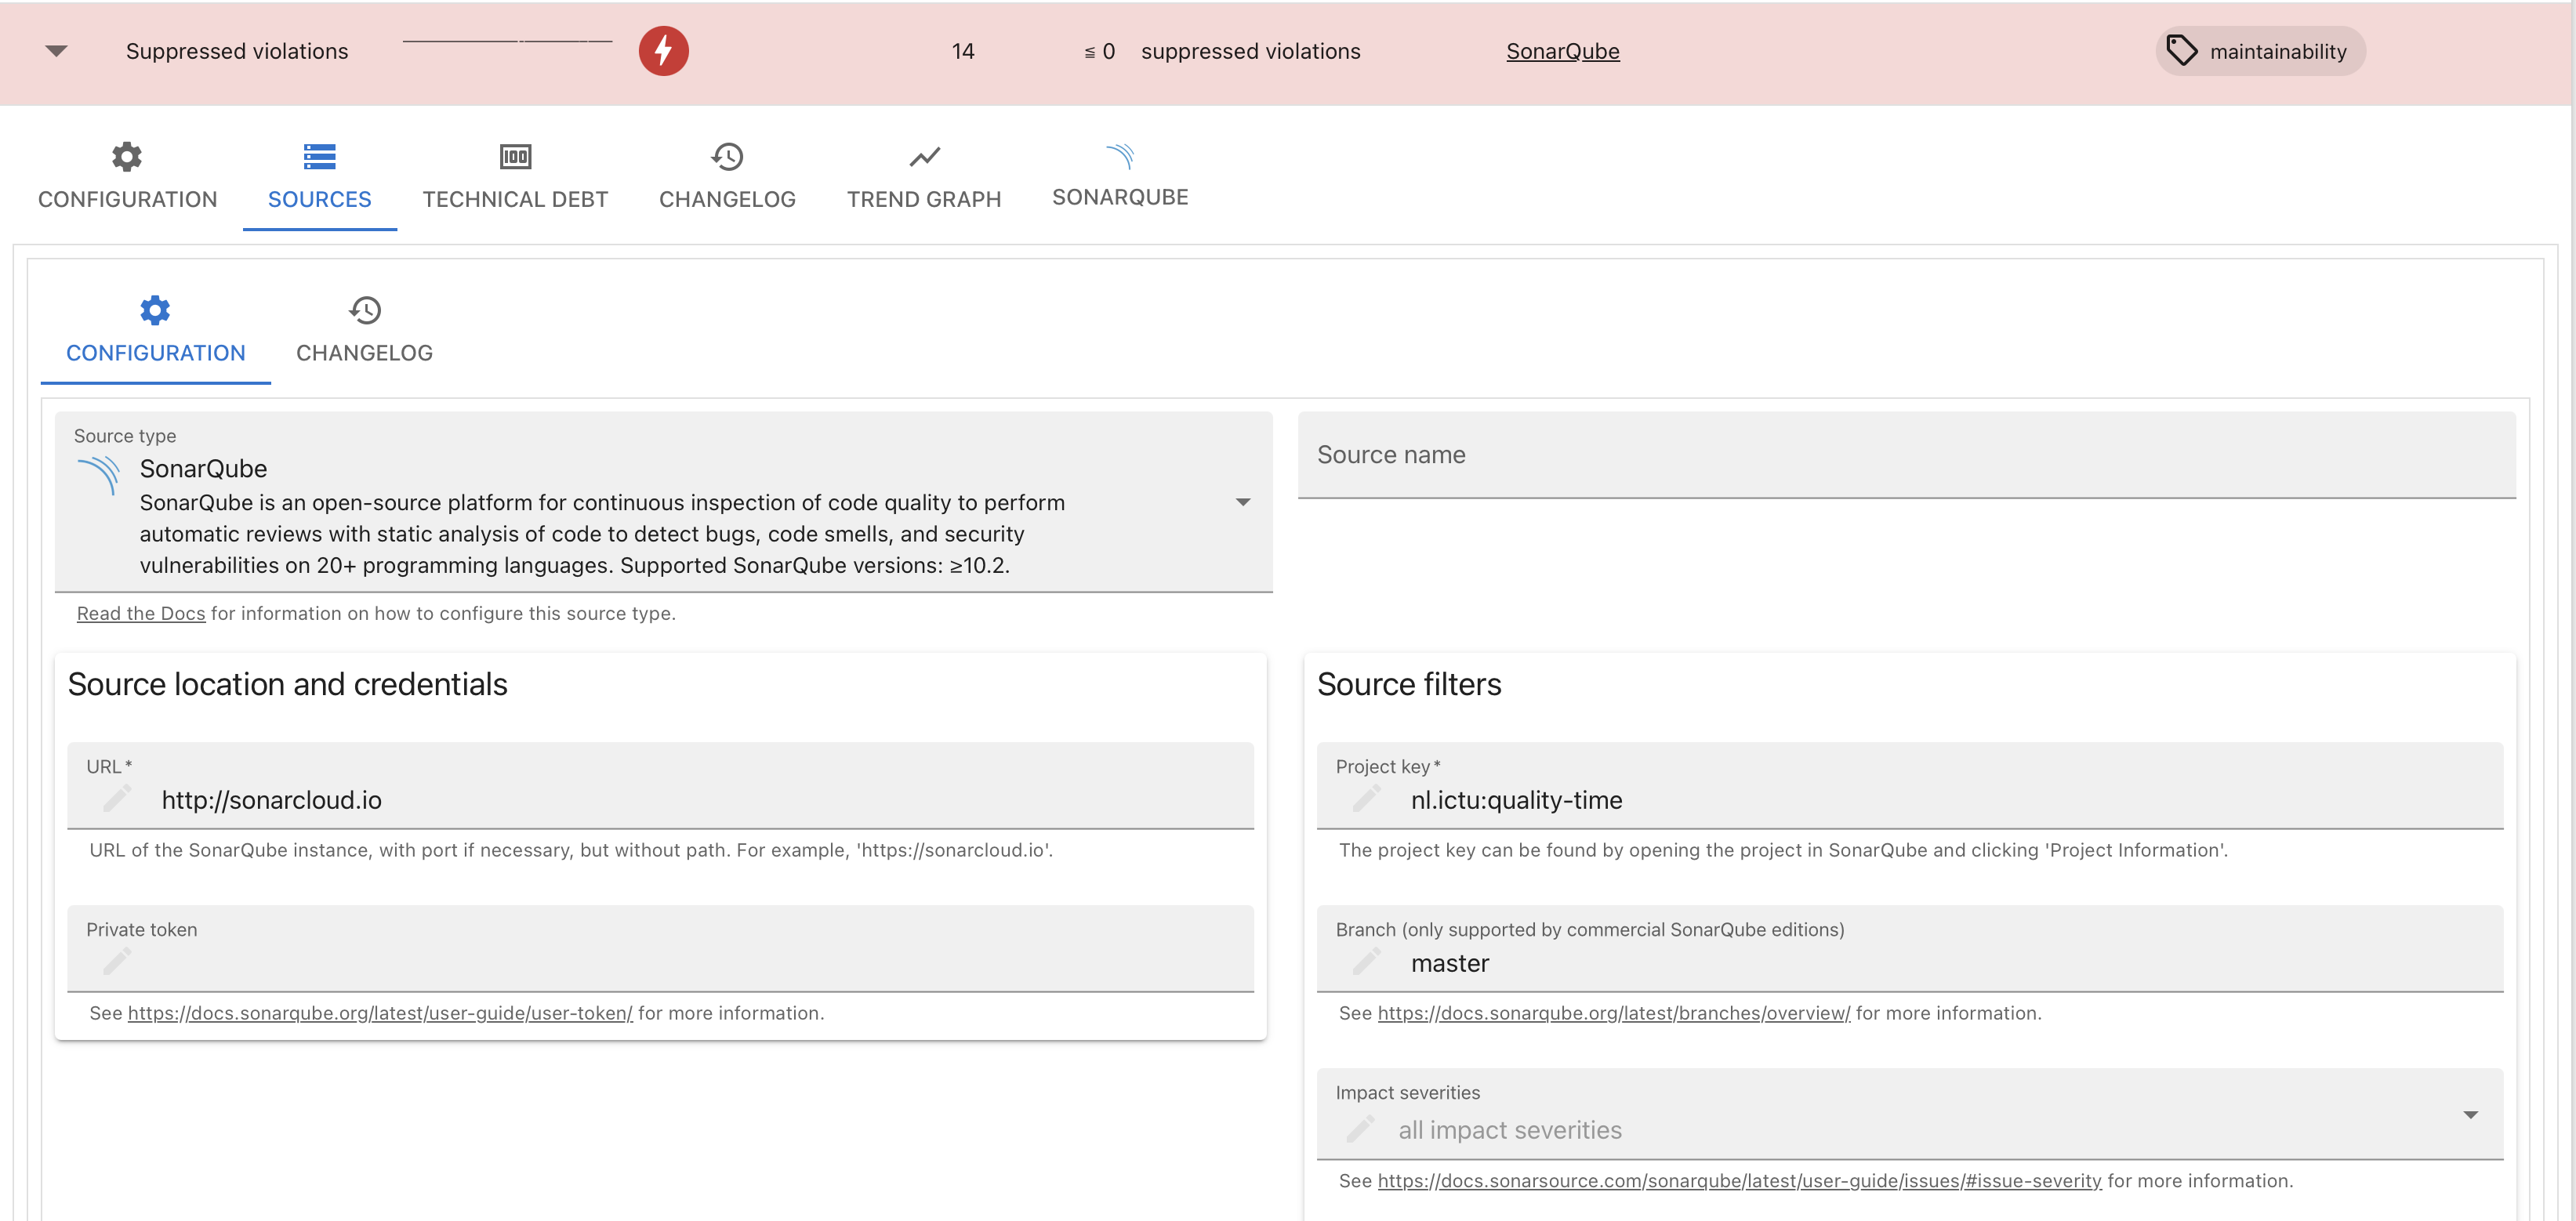 Suppressed violations 14 ≦ 0 suppressed violations SonarQube maintainability
CONFIGURATION SOURCES TECHNICAL DEBT CHANGELOG TREND GRAPH SONARQUBE
CONFIGURATION CHANGELOG
Source type
SonarQube
SonarQube is an open-source platform for continuous inspection of code quality to perform
automatic reviews with static analysis of code to detect bugs, code smells, and security
vulnerabilities on 20+ programming languages. Supported SonarQube versions: ≥10.2.
Read the Docs for information on how to configure this source type.
Source name
Source location and credentials
URL *
http://sonarcloud.io
URL of the SonarQube instance, with port if necessary, but without path. For example, 'https://sonarcloud.io'.
Private token
See https://docs.sonarqube.org/latest/user-guide/user-token/ for more information.
Source filters
Project key *
nl.ictu:quality-time
The project key can be found by opening the project in SonarQube and clicking 'Project Information'.
Branch (only supported by commercial SonarQube editions)
master
See https://docs.sonarqube.org/latest/branches/overview/ for more information.
Impact severities
all impact severities
See https://docs.sonarsource.com/sonarqube/latest/user-guide/issues/#issue-severity for more information.